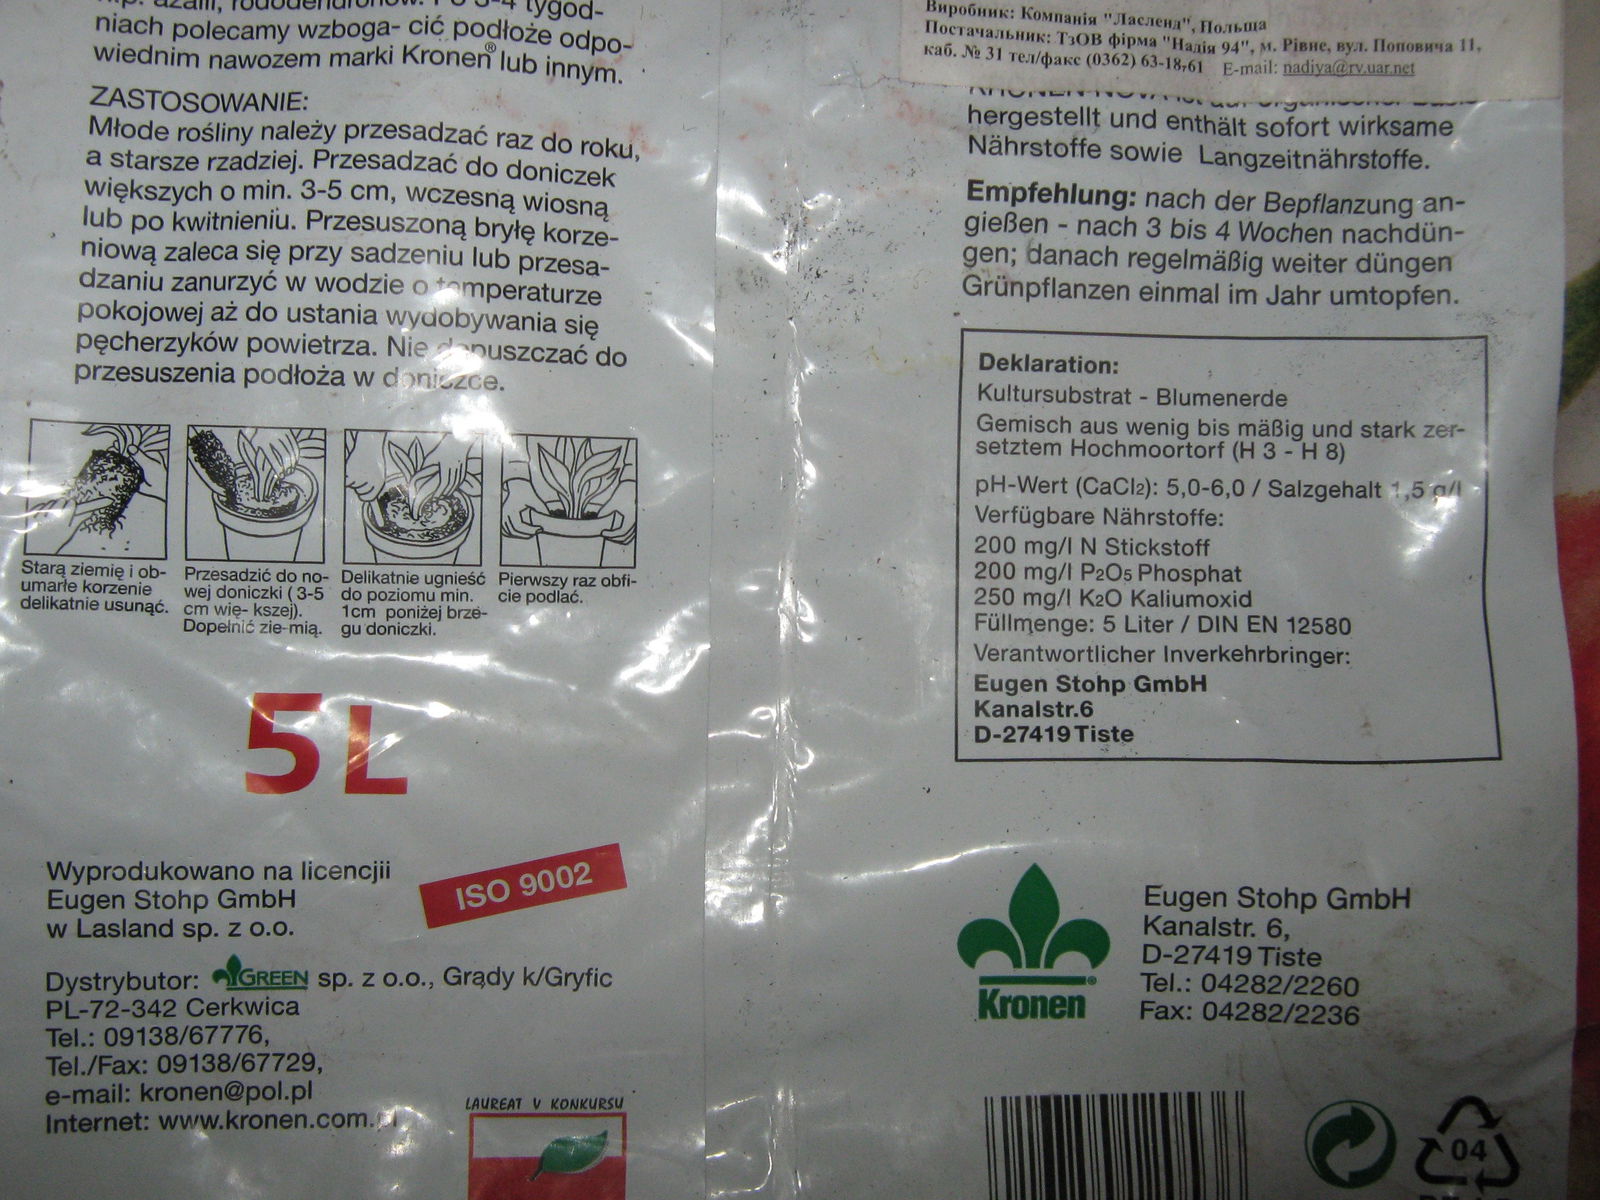 n.p. azalii, rododendronów. Po 3-4 tygod-
niach polecamy wzboga- cić podłoże odpo-
wiednim nawozem marki Kronen® lub innym.
ZASTOSOWANIE:
Młode rośliny należy przesadzać raz do roku,
a starsze rzadziej. Przesadzać do doniczek
większych o min. 3-5 cm, wczesną wiosną
lub po kwitnieniu. Przesuszoną bryłę korze-
niową zaleca się przy sadzeniu lub przesa-
dzaniu zanurzyć w wodzie o temperaturze
pokojowej aż do ustania wydobywania się
pęcherzyków powietrza. Nie dopuszczać do
przesuszenia podłoża w doniczce.
Starą ziemię i ob-
umarłe korzenie
delikatnie usunąć.
Przesadzić do no-
wej doniczki ( 3-5
cm wię- kszej).
Dopełnić zie-mią.
Delikatnie ugnieść
do poziomu min.
1cm poniżej brze-
gu doniczki.
Pierwszy raz obfi-
cie podlać.
5 L
Wyprodukowano na licencjii
Eugen Stohp GmbH
w Lasland sp. z o.o.
ISO 9002
Dystrybutor: GREEN sp. z o.o., Grądy k/Gryfic
PL-72-342 Cerkwica
Tel.: 09138/67776,
Tel./Fax: 09138/67729,
e-mail: kronen@pol.pl
Internet: www.kronen.com.pl
LAUREAT V KONKURSU
Виробник: Компанія "Ласленд", Польща
Постачальник: ТзОВ фірма "Надія 94", м. Рівне, вул. Поповича 11,
каб. № 31 тел/факс (0362) 63-18,61 E-mail: nadiya@rv.uar.net
KRONEN-NOVA ist auf organischer Basis
hergestellt und enthält sofort wirksame
Nährstoffe sowie Langzeitnährstoffe.
Empfehlung: nach der Bepflanzung an-
gießen - nach 3 bis 4 Wochen nachdün-
gen; danach regelmäßig weiter düngen
Grünpflanzen einmal im Jahr umtopfen.
Deklaration:
Kultursubstrat - Blumenerde
Gemisch aus wenig bis mäßig und stark zer-
setztem Hochmoortorf (H 3 - H 8)
pH-Wert (CaCl2): 5,0-6,0 / Salzgehalt 1,5 g/l
Verfügbare Nährstoffe:
200 mg/l N Stickstoff
200 mg/l P2O5 Phosphat
250 mg/l K2O Kaliumoxid
Füllmenge: 5 Liter / DIN EN 12580
Verantwortlicher Inverkehrbringer:
Eugen Stohp GmbH
Kanalstr.6
D-27419 Tiste
Kronen®
Eugen Stohp GmbH
Kanalstr. 6,
D-27419 Tiste
Tel.: 04282/2260
Fax: 04282/2236
04